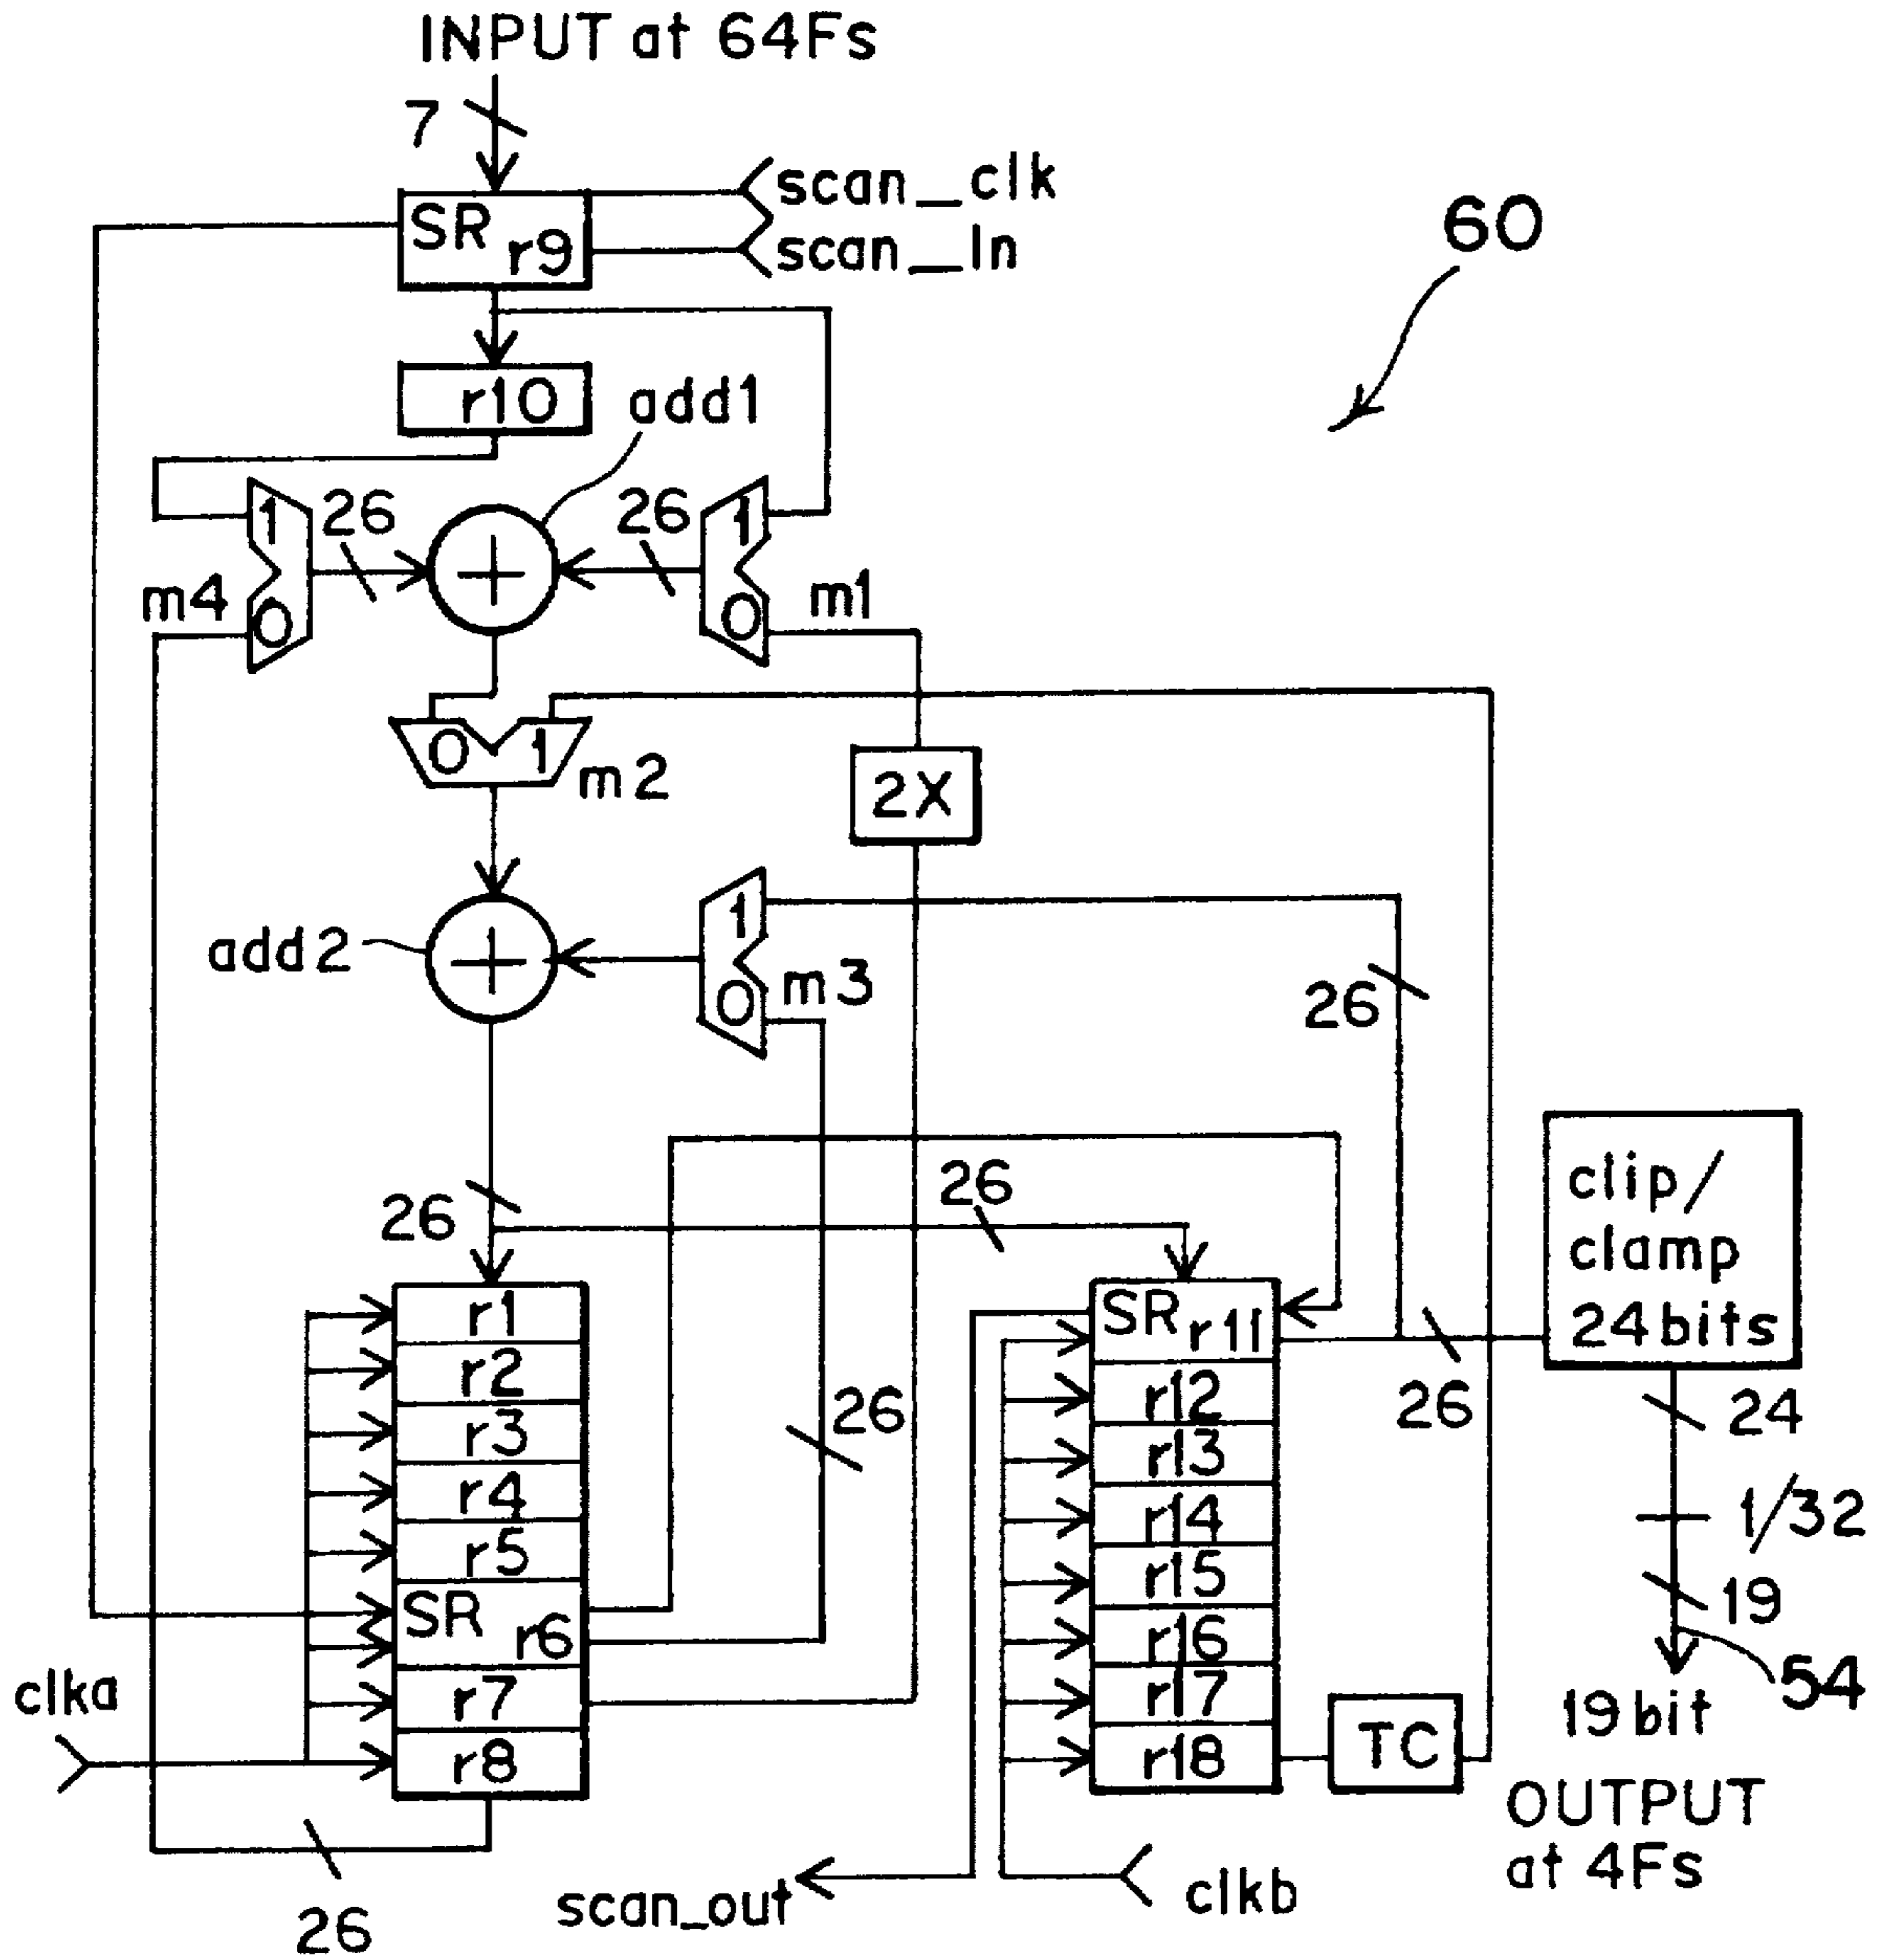 INPUT at 64Fs
7
scan_clk
SR
r9
scan_In
60
r10
add1
1
26
26
1
m4
0
0
m1
0
1
m2
2X
add2
1
0
m3
26
26
26
clip/
clamp
24 bits
r1
SR
r11
r2
r12
26
26
24
r3
r13
r4
r14
1/32
r5
r15
19
SR
r6
r16
clka
r7
r17
54
19 bit
r8
r18
TC
OUTPUT
at 4Fs
26
scan_out
clkb